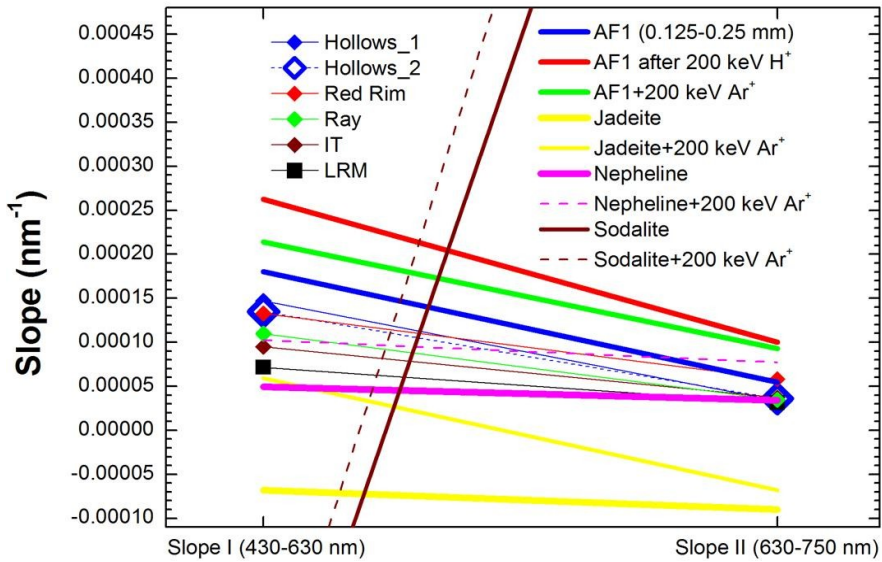 0.00045
0.00040
0.00035
0.00030
0.00025
0.00020
0.00015
0.00010
0.00005
0.00000
-0.00005
-0.00010
Slope (nm-1)
Hollows_1
Hollows_2
Red Rim
Ray
IT
LRM
AF1 (0.125-0.25 mm)
AF1 after 200 keV H+
AF1+200 keV Ar+
Jadeite
Jadeite+200 keV Ar+
Nepheline
Nepheline+200 keV Ar+
Sodalite
Sodalite+200 keV Ar+
Slope I (430-630 nm)
Slope II (630-750 nm)